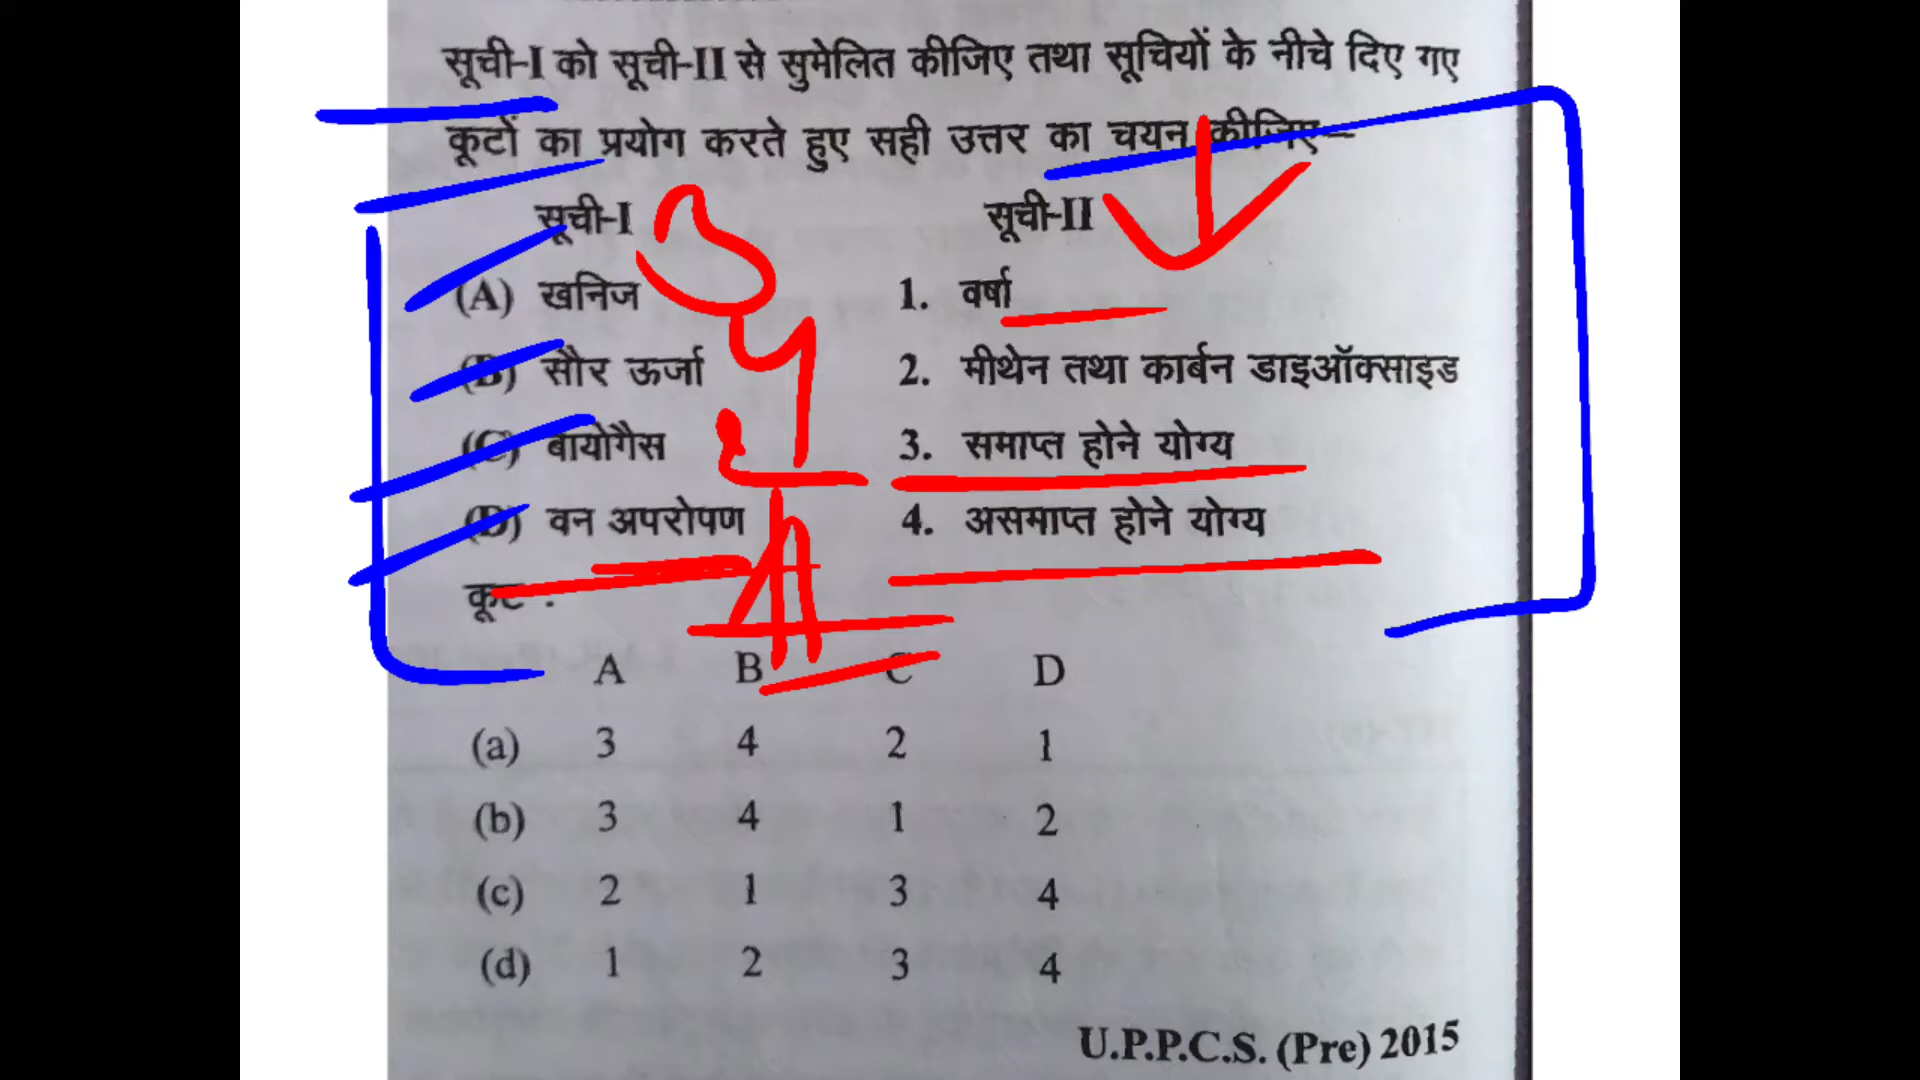 सूची-I को सूची-II से सुमेलित कीजिए तथा सूचियों के नीचे दिए गए
कूटों का प्रयोग करते हुए सही उत्तर का चयन कीजिए–
सूची-I सूची-II
(A) खनिज 1. वर्षा
(B) सौर ऊर्जा 2. मीथेन तथा कार्बन डाइऑक्साइड
(C) बायोगैस 3. समाप्त होने योग्य
(D) वन अपरोपण 4. असमाप्त होने योग्य
कूट :
A B C D
(a) 3 4 2 1
(b) 3 4 1 2
(c) 2 1 3 4
(d) 1 2 3 4
U.P.P.C.S. (Pre) 2015